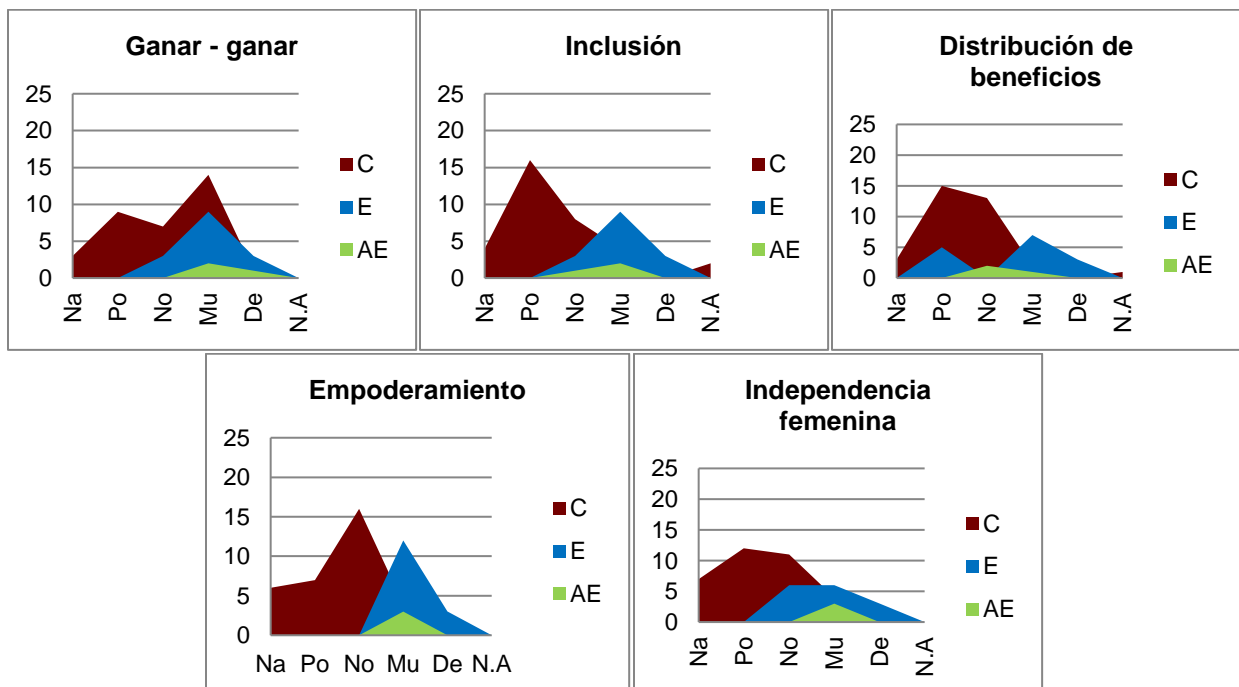 Ganar - ganar
25
20
15
10
5
0
Na
Po
No
Mu
De
N.A
C
E
AE
Inclusión
25
20
15
10
5
0
Na
Po
No
Mu
De
N.A
C
E
AE
Distribución de
beneficios
25
20
15
10
5
0
Na
Po
No
Mu
De
N.A
C
E
AE
Empoderamiento
25
20
15
10
5
0
Na Po No Mu De N.A
C
E
AE
Independencia
femenina
25
20
15
10
5
0
Na
Po
No
Mu
De
N.A
C
E
AE